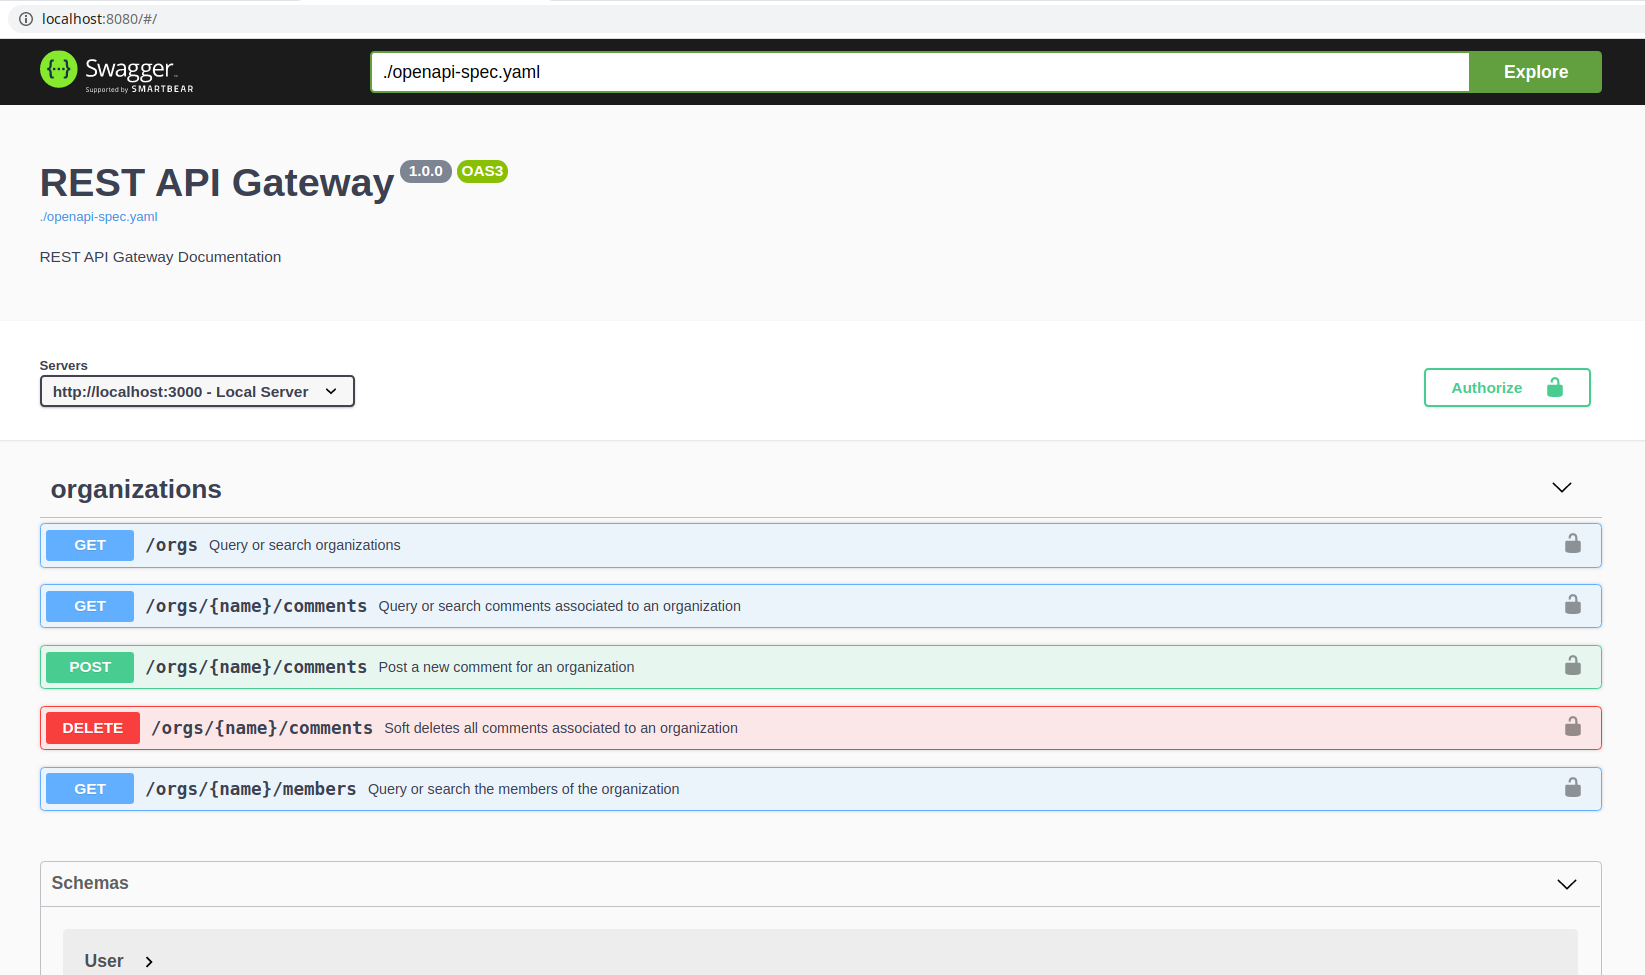 localhost:8080/#/
{···} Swagger
Supported by SMARTBEAR
./openapi-spec.yaml
Explore
REST API Gateway 1.0.0 OAS3
./openapi-spec.yaml
REST API Gateway Documentation
Servers
http://localhost:3000 - Local Server
Authorize
organizations
GET /orgs Query or search organizations
GET /orgs/{name}/comments Query or search comments associated to an organization
POST /orgs/{name}/comments Post a new comment for an organization
DELETE /orgs/{name}/comments Soft deletes all comments associated to an organization
GET /orgs/{name}/members Query or search the members of the organization
Schemas
User